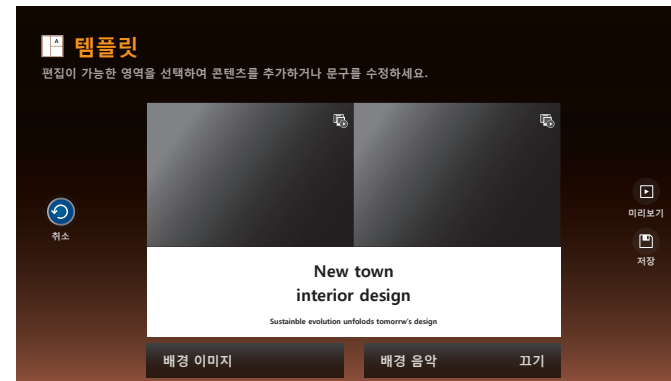 템플릿
편집이 가능한 영역을 선택하여 콘텐츠를 추가하거나 문구를 수정하세요.
취소
미리보기
저장
New town
interior design
Sustainble evolution unfolods tomorrw's design
배경 이미지
배경 음악 끄기